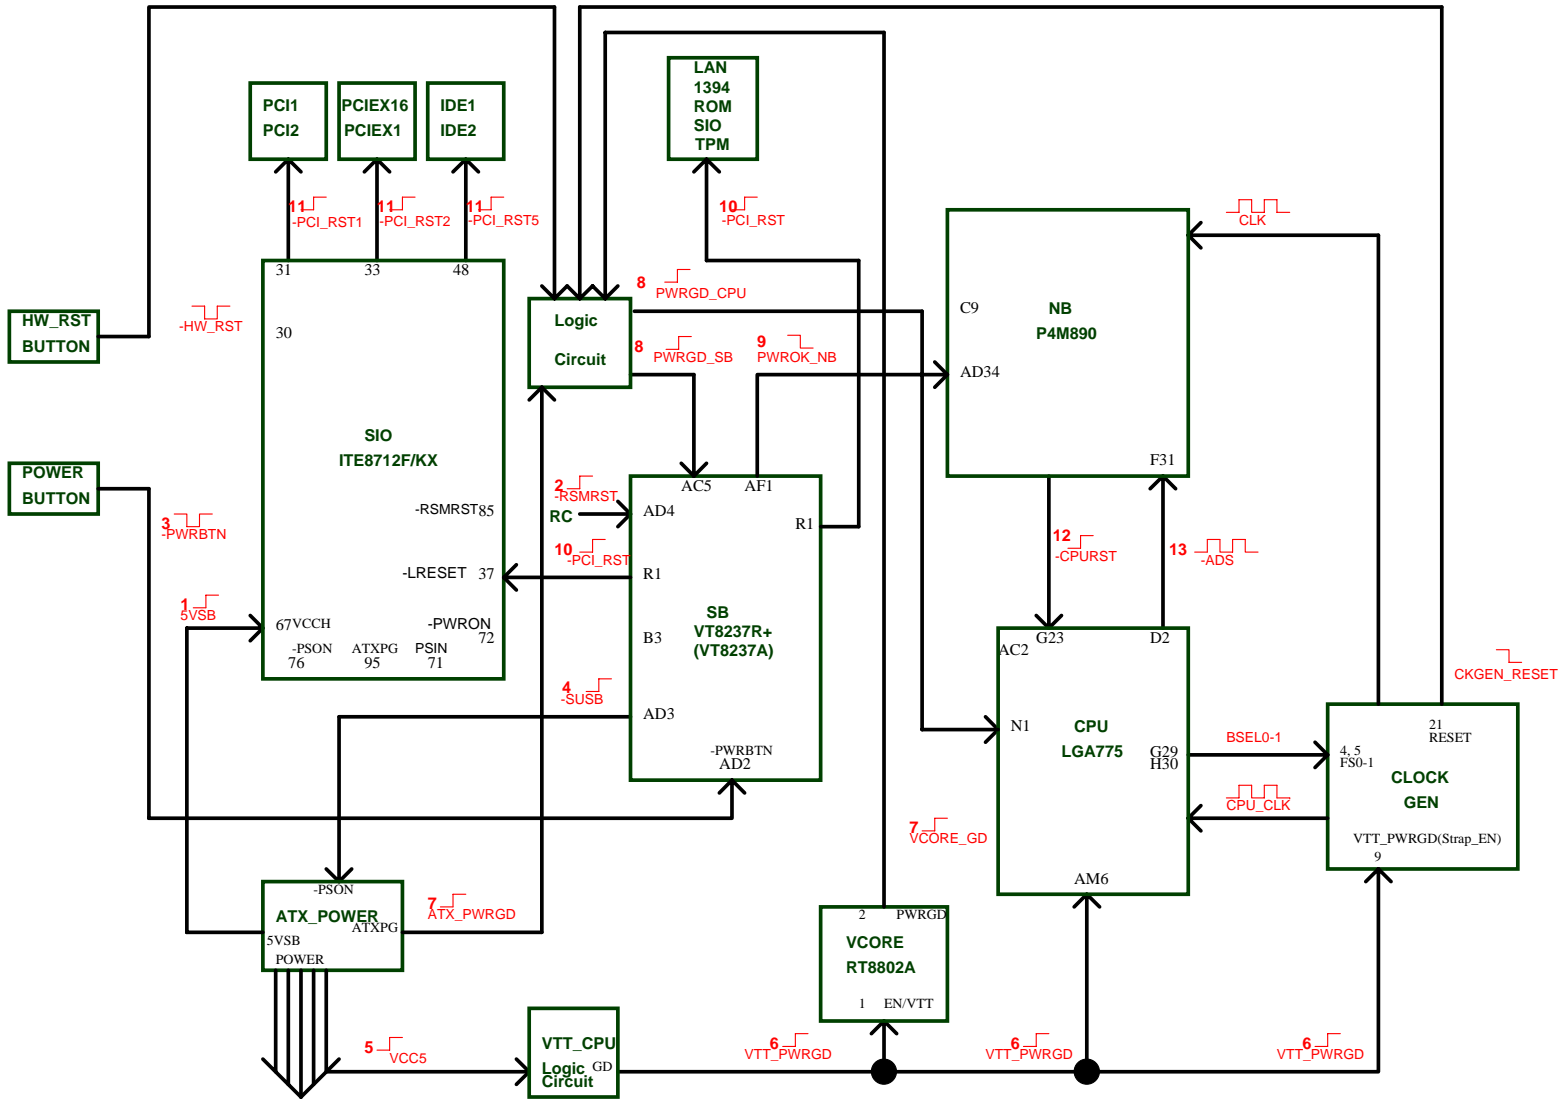 LAN
1394
ROM
SIO
TPM
PCI1
PCI2
PCIEX16
PCIEX1
IDE1
IDE2
11
-PCI_RST1
11
-PCI_RST2
11
-PCI_RST5
10
-PCI_RST
CLK
31
33
48
8
PWRGD_CPU
HW_RST
BUTTON
-HW_RST
30
Logic
Circuit
8
PWRGD_SB
9
PWROK_NB
C9
NB
P4M890
AD34
F31
SIO
ITE8712F/KX
POWER
BUTTON
3
-PWRBTN
-RSMRST85
2
-RSMRST
RC
AC5
AF1
AD4
R1
10
-PCI_RST
-LRESET 37
R1
12
-CPURST
13
-ADS
1
5VSB
67VCCH
-PWRON
72
-PSON
76
ATXPG
95
PSIN
71
SB
VT8237R+
(VT8237A)
B3
G23
D2
AC2
CKGEN_RESET
4
-SUSB
AD3
-PWRBTN
AD2
N1
CPU
LGA775
G29
H30
BSEL0-1
21
RESET
4, 5
FS0-1
CLOCK
GEN
CPU_CLK
VTT_PWRGD(Strap_EN)
9
7
VCORE_GD
AM6
-PSON
ATX_POWER
ATXPG
5VSB
POWER
7
ATX_PWRGD
2
PWRGD
VCORE
RT8802A
1
EN/VTT
5
VCC5
VTT_CPU
Logic
Circuit
GD
6
VTT_PWRGD
6
VTT_PWRGD
6
VTT_PWRGD